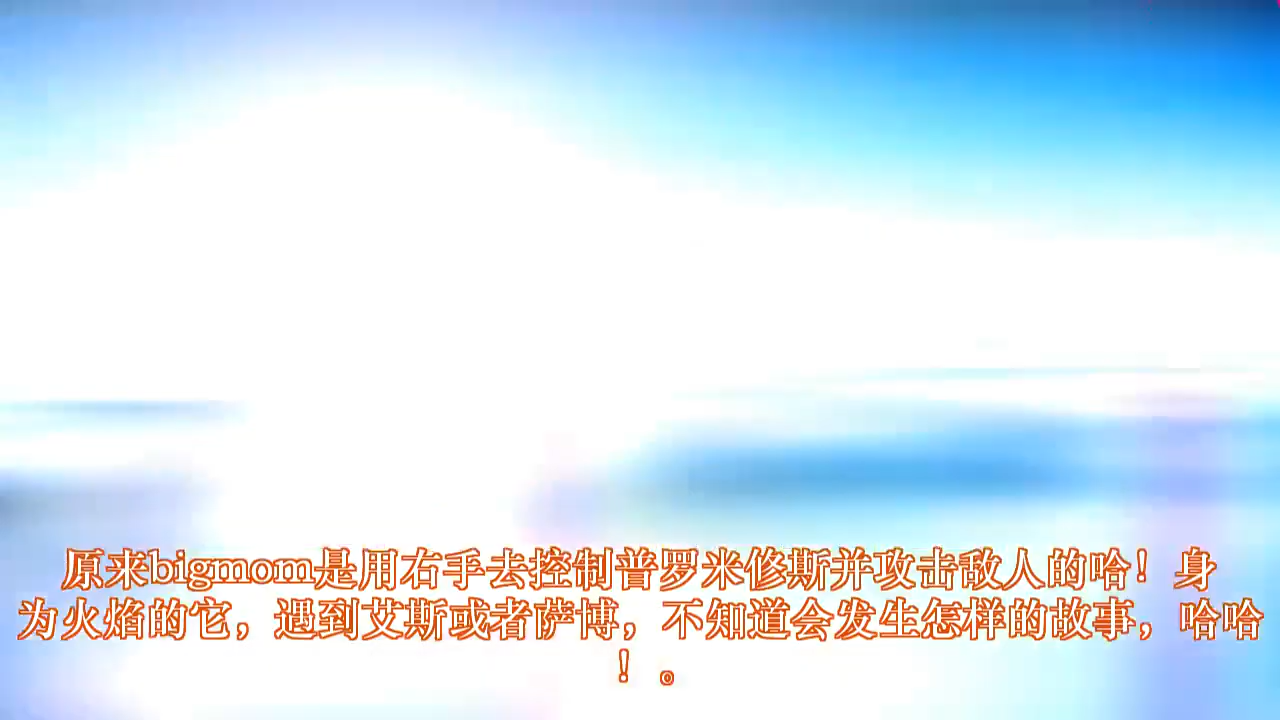 原来bigmom是用右手去控制普罗米修斯并攻击敌人的哈！身
为火焰的它，遇到艾斯或者萨博，不知道会发生怎样的故事，哈哈
！。